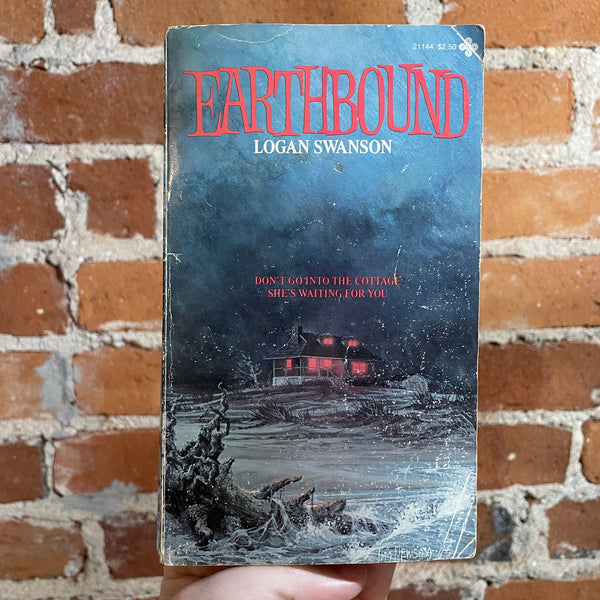 21144 $2.50
EARTHBOUND
LOGAN SWANSON
DON'T GO INTO THE COTTAGE
SHE'S WAITING FOR YOU